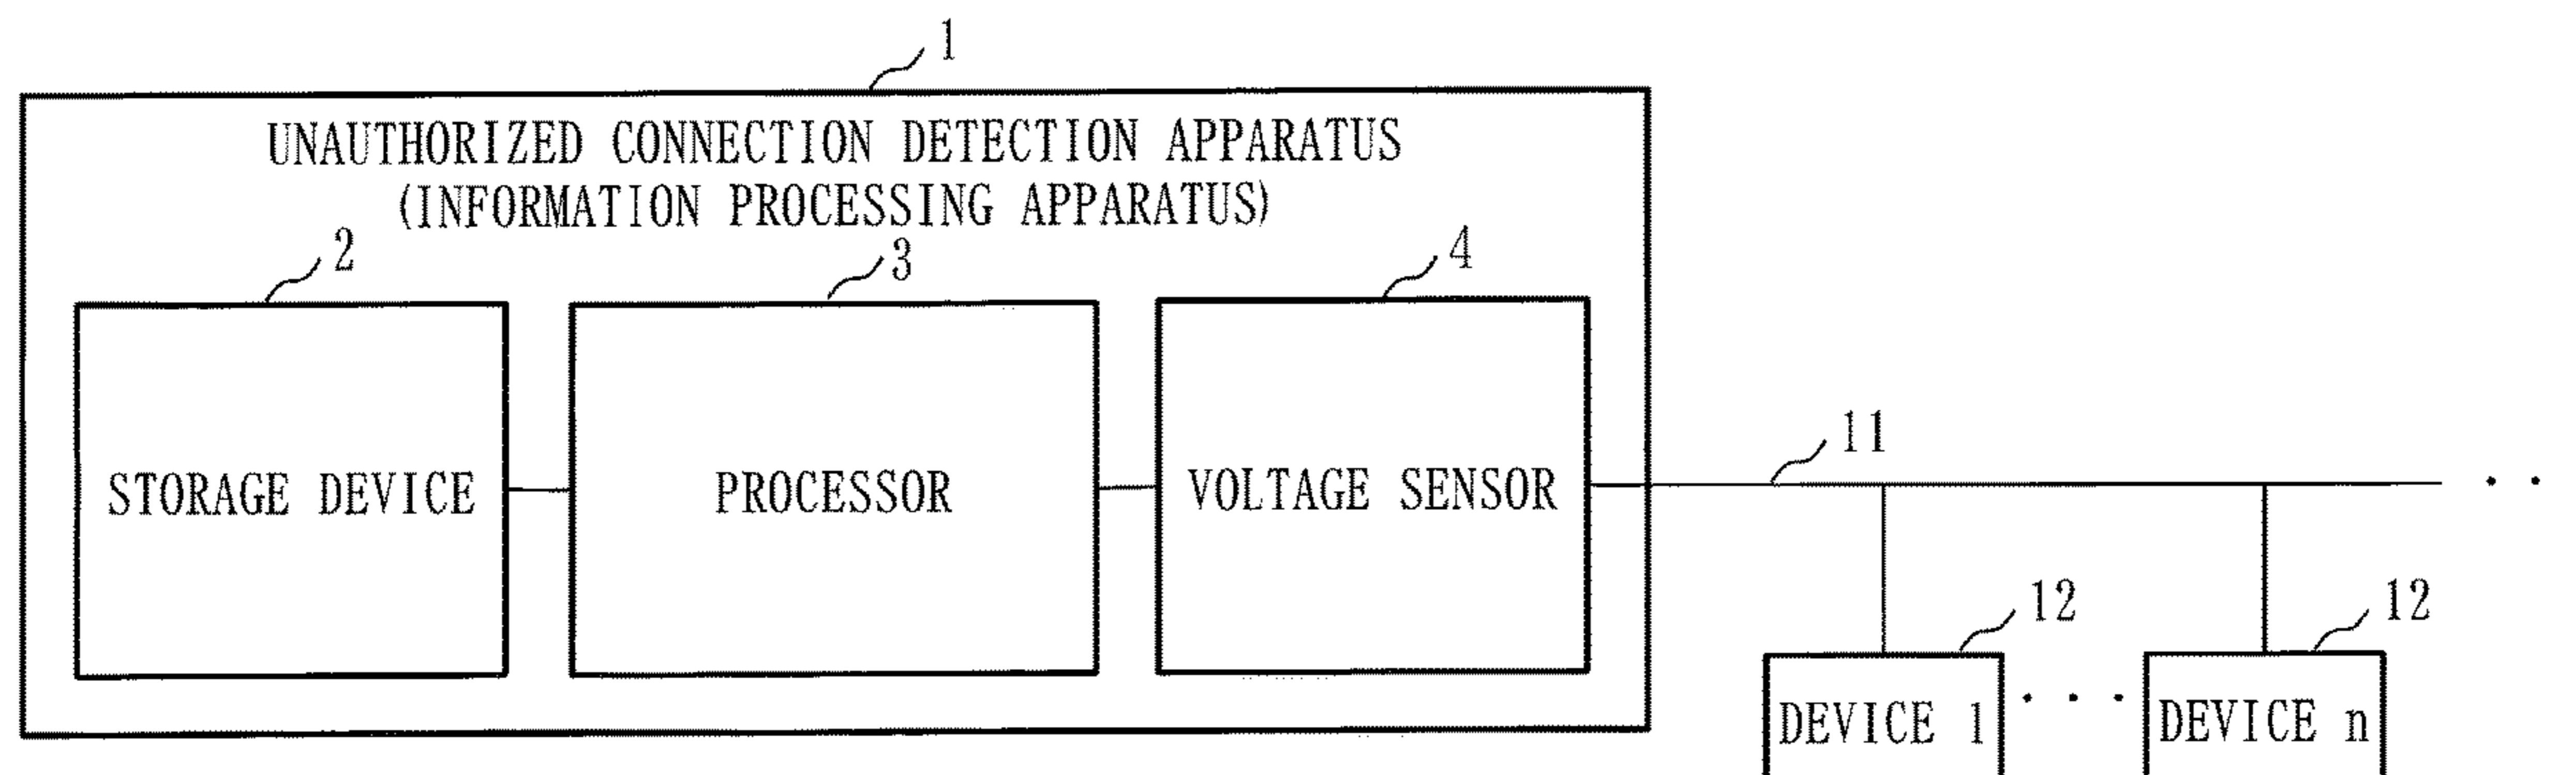 1
UNAUTHORIZED CONNECTION DETECTION APPARATUS
(INFORMATION PROCESSING APPARATUS)
2
3
4
STORAGE DEVICE
PROCESSOR
VOLTAGE SENSOR
11
12
12
DEVICE 1
DEVICE n